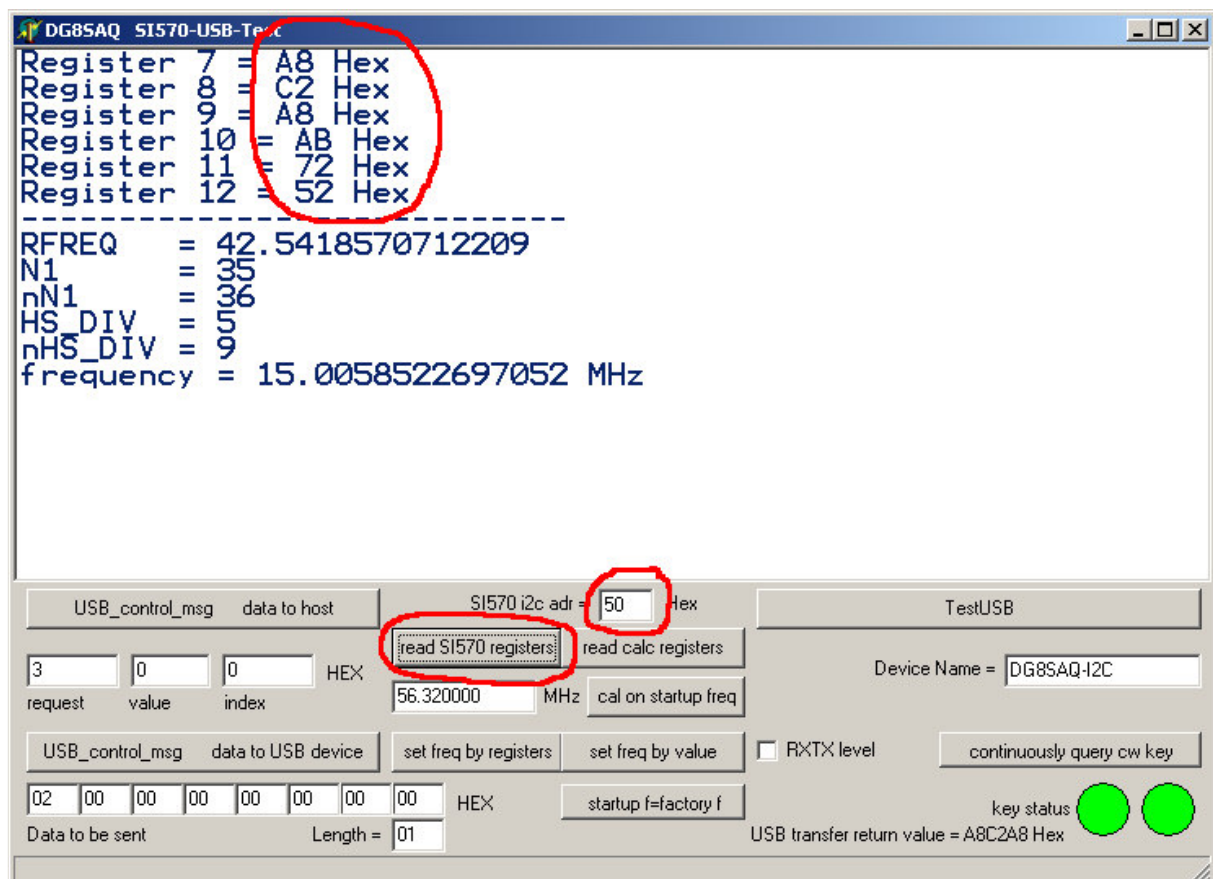 DG8SAQ SI570-USB-Test
Register 7 = A8 Hex
Register 8 = C2 Hex
Register 9 = A8 Hex
Register 10 = AB Hex
Register 11 = 72 Hex
Register 12 = 52 Hex
----------------------------
RFREQ = 42.5418570712209
N1 = 35
nN1 = 36
HS_DIV = 5
nHS_DIV = 9
frequency = 15.0058522697052 MHz
USB_control_msg data to host
SI570 i2c adr = 50 Hex
TestUSB
read SI570 registers
read calc registers
3 0 0 HEX
Device Name = DG8SAQ-I2C
request value index
56.320000 MHz
cal on startup freq
USB_control_msg data to USB device
set freq by registers
set freq by value
RXTX level
continuously query cw key
02 00 00 00 00 00 00 00 HEX
startup f=factory f
key status
Data to be sent
Length = 01
USB transfer return value = A8C2A8 Hex